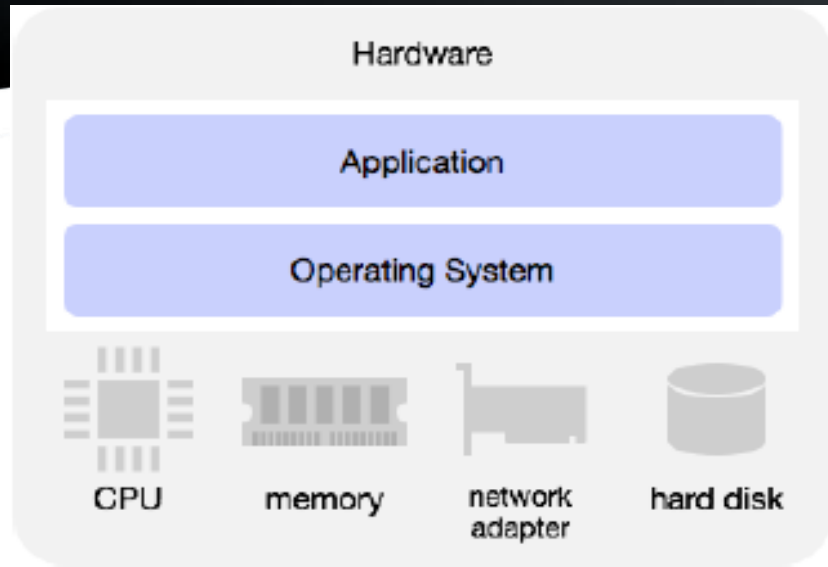 Hardware
Application
Operating System
CPU
memory
network
adapter
hard disk